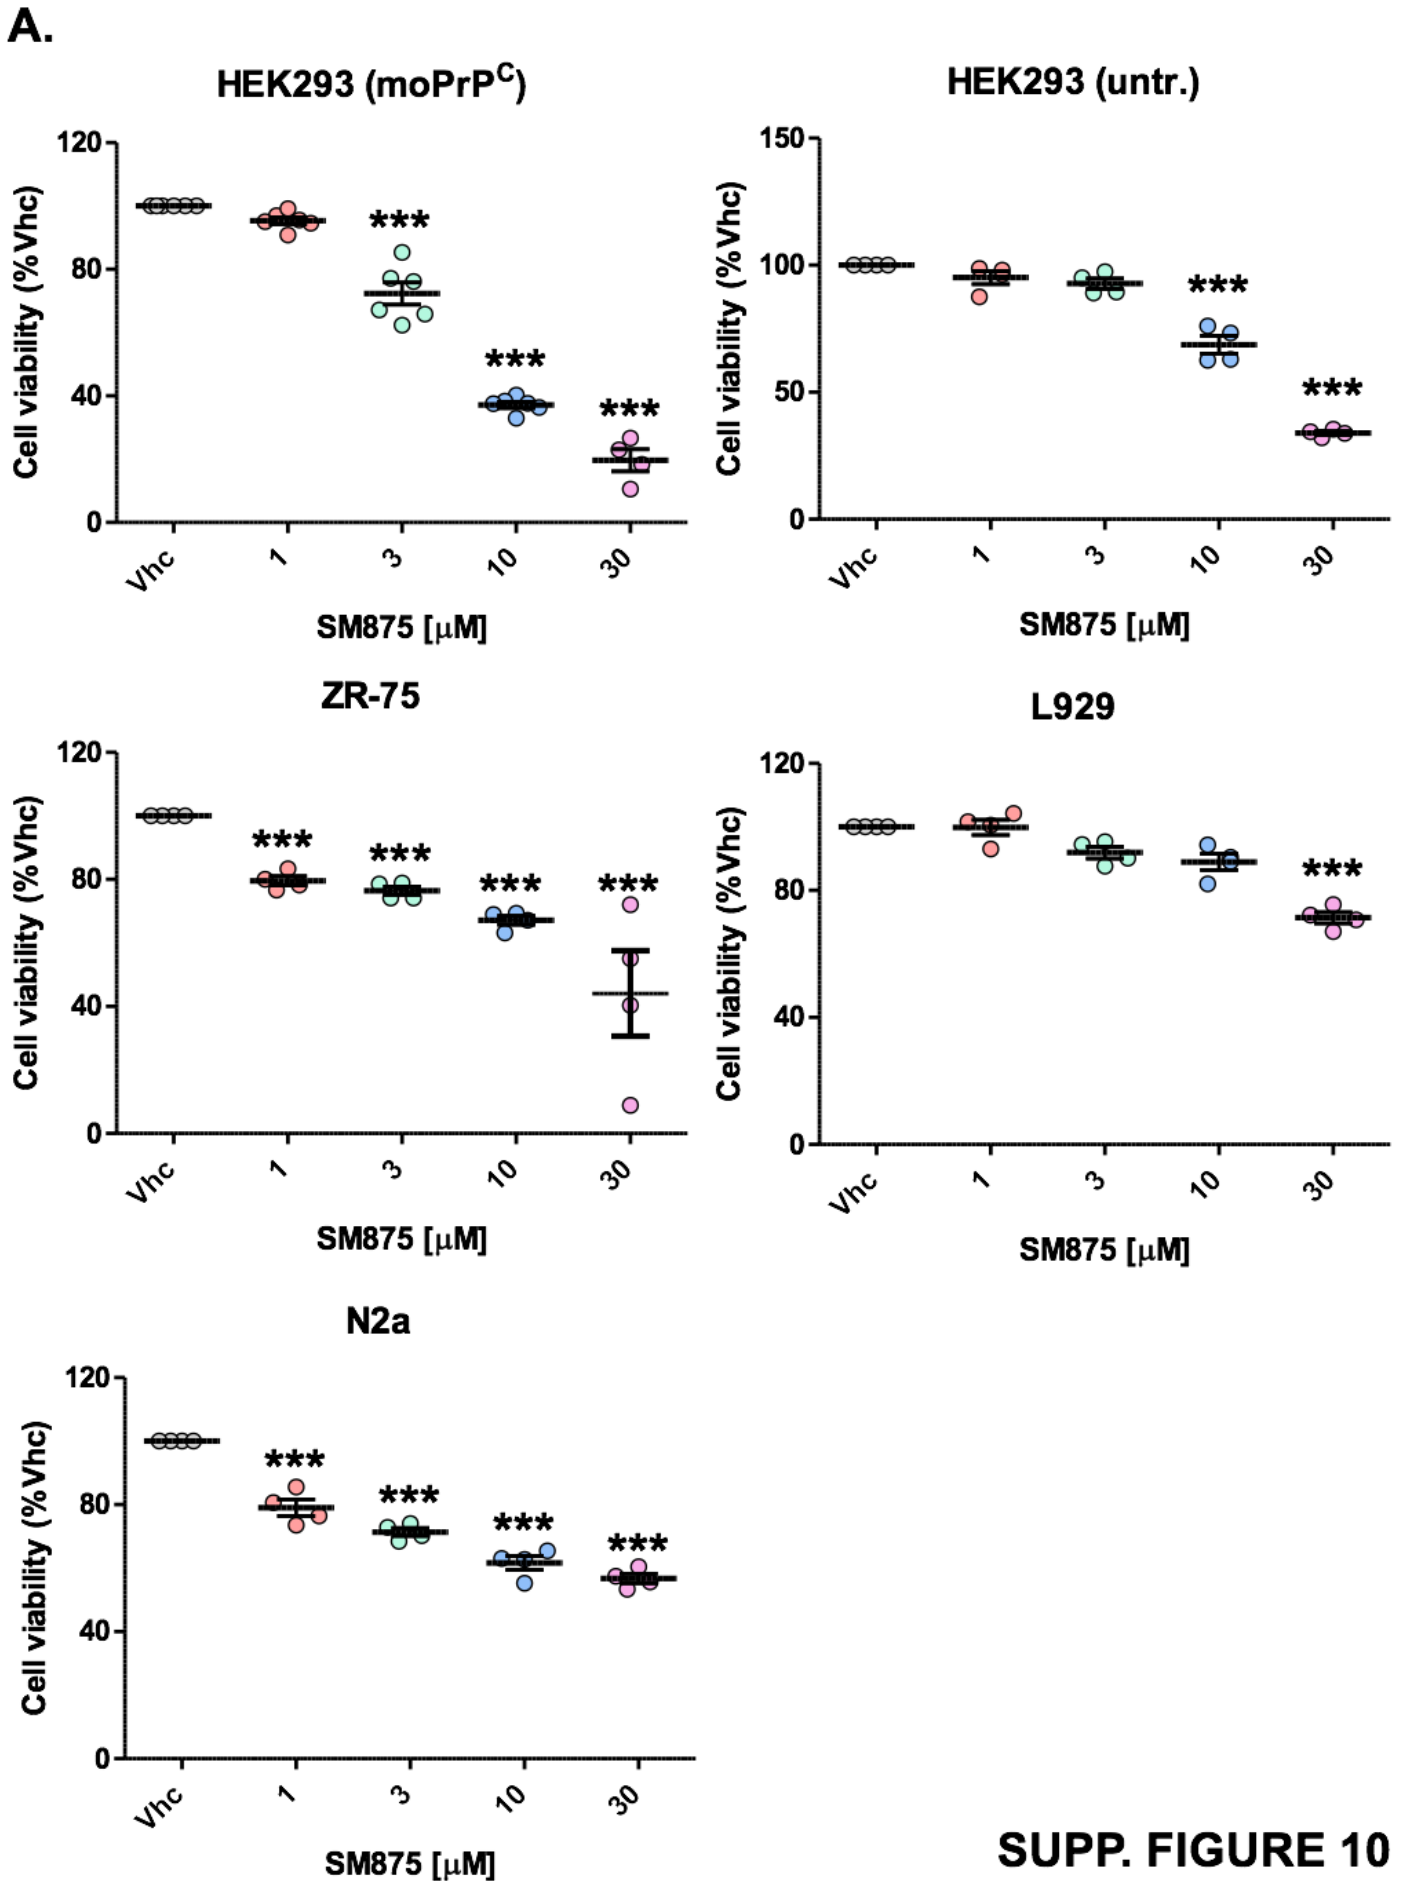 A.
HEK293 (moPrP^C)
Cell viability (%Vhc)
120
80
40
0
***
***
***
Vhc 1 3 10 30
SM875 [μM]
HEK293 (untr.)
Cell viability (%Vhc)
150
100
50
0
***
***
Vhc 1 3 10 30
SM875 [μM]
ZR-75
Cell viability (%Vhc)
120
80
40
0
*** *** *** ***
Vhc 1 3 10 30
SM875 [μM]
L929
Cell viability (%Vhc)
120
80
40
0
***
Vhc 1 3 10 30
SM875 [μM]
N2a
Cell viability (%Vhc)
120
80
40
0
*** *** *** ***
Vhc 1 3 10 30
SM875 [μM]
SUPP. FIGURE 10